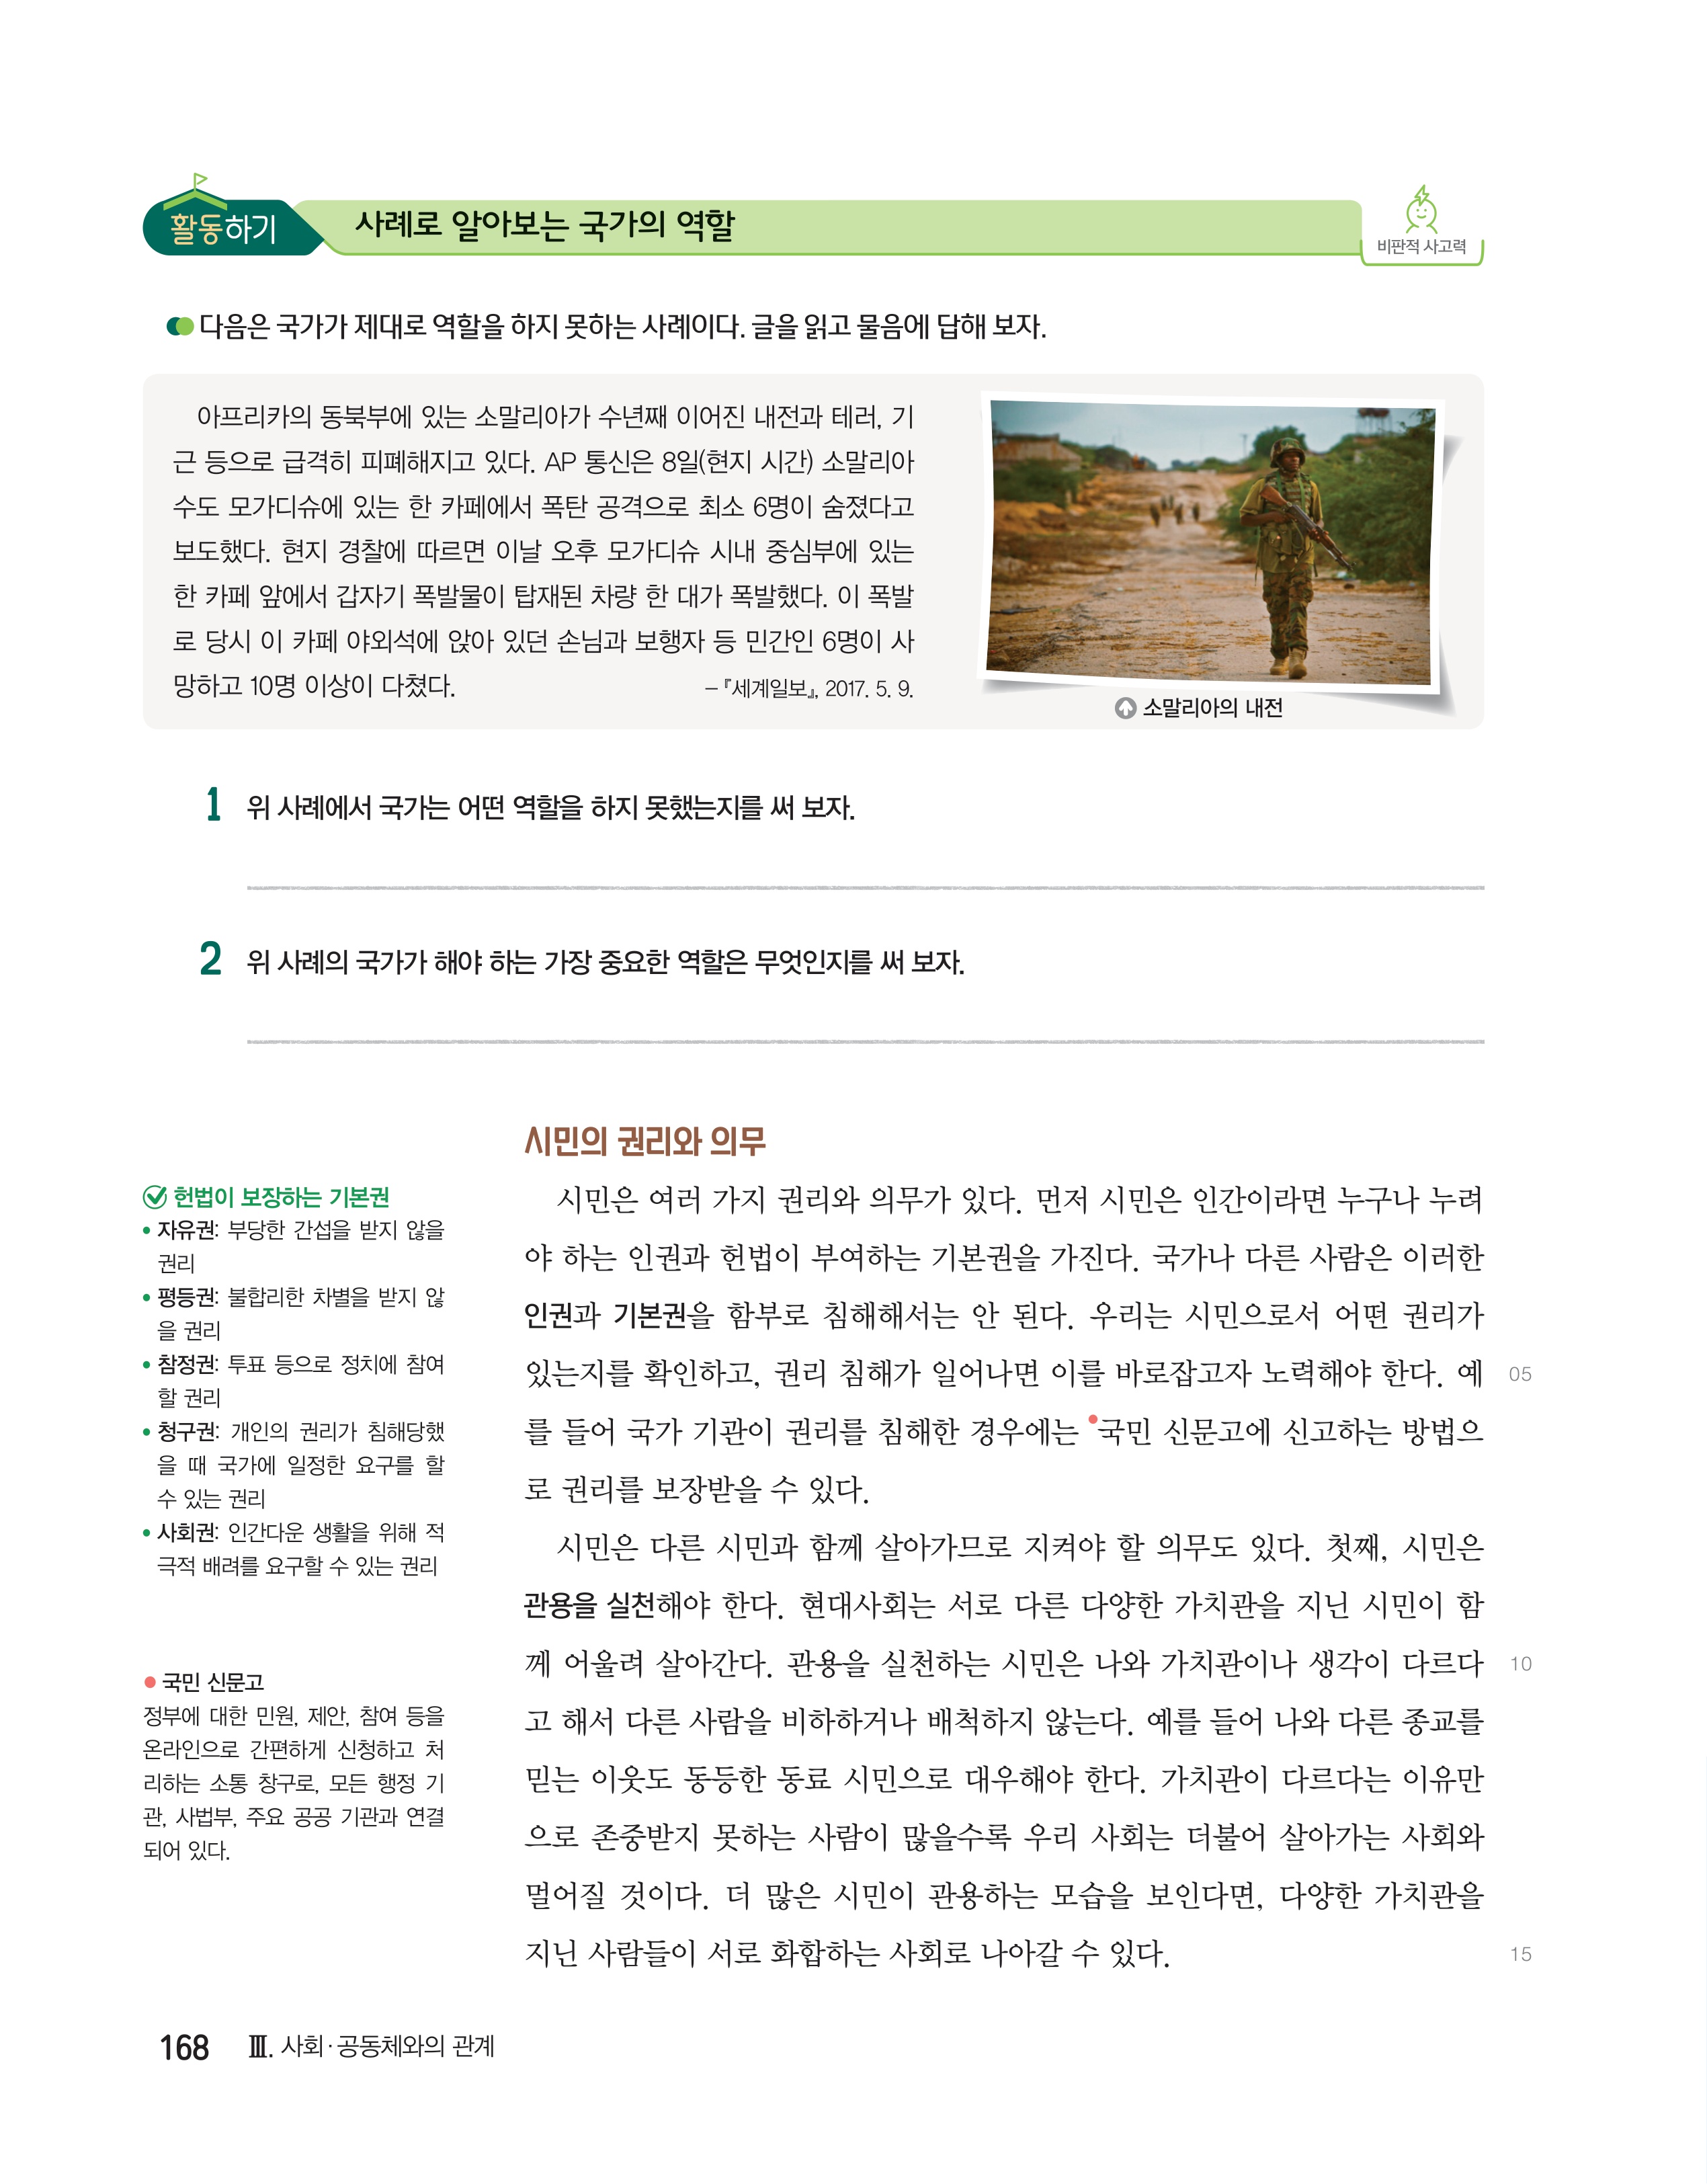 활동하기
사례로 알아보는 국가의 역할
비판적 사고력
다음은 국가가 제대로 역할을 하지 못하는 사례이다. 글을 읽고 물음에 답해 보자.
아프리카의 동북부에 있는 소말리아가 수년째 이어진 내전과 테러, 기
근 등으로 급격히 피폐해지고 있다. AP 통신은 8일(현지 시간) 소말리아
수도 모가디슈에 있는 한 카페에서 폭탄 공격으로 최소 6명이 숨졌다고
보도했다. 현지 경찰에 따르면 이날 오후 모가디슈 시내 중심부에 있는
한 카페 앞에서 갑자기 폭발물이 탑재된 차량 한 대가 폭발했다. 이 폭발
로 당시 이 카페 야외석에 앉아 있던 손님과 보행자 등 민간인 6명이 사
망하고 10명 이상이 다쳤다. – 『세계일보』, 2017. 5. 9.
소말리아의 내전
1 위 사례에서 국가는 어떤 역할을 하지 못했는지를 써 보자.
2 위 사례의 국가가 해야 하는 가장 중요한 역할은 무엇인지를 써 보자.
시민의 권리와 의무
시민은 여러 가지 권리와 의무가 있다. 먼저 시민은 인간이라면 누구나 누려
야 하는 인권과 헌법이 부여하는 기본권을 가진다. 국가나 다른 사람은 이러한
인권과 기본권을 함부로 침해해서는 안 된다. 우리는 시민으로서 어떤 권리가
있는지를 확인하고, 권리 침해가 일어나면 이를 바로잡고자 노력해야 한다. 예 05
를 들어 국가 기관이 권리를 침해한 경우에는 •국민 신문고에 신고하는 방법으
로 권리를 보장받을 수 있다.
시민은 다른 시민과 함께 살아가므로 지켜야 할 의무도 있다. 첫째, 시민은
관용을 실천해야 한다. 현대사회는 서로 다른 다양한 가치관을 지닌 시민이 함
께 어울려 살아간다. 관용을 실천하는 시민은 나와 가치관이나 생각이 다르다 10
고 해서 다른 사람을 비하하거나 배척하지 않는다. 예를 들어 나와 다른 종교를
믿는 이웃도 동등한 동료 시민으로 대우해야 한다. 가치관이 다르다는 이유만
으로 존중받지 못하는 사람이 많을수록 우리 사회는 더불어 살아가는 사회와
멀어질 것이다. 더 많은 시민이 관용하는 모습을 보인다면, 다양한 가치관을
지닌 사람들이 서로 화합하는 사회로 나아갈 수 있다. 15
헌법이 보장하는 기본권
• 자유권: 부당한 간섭을 받지 않을
권리
• 평등권: 불합리한 차별을 받지 않
을 권리
• 참정권: 투표 등으로 정치에 참여
할 권리
• 청구권: 개인의 권리가 침해당했
을 때 국가에 일정한 요구를 할
수 있는 권리
• 사회권: 인간다운 생활을 위해 적
극적 배려를 요구할 수 있는 권리
• 국민 신문고
정부에 대한 민원, 제안, 참여 등을
온라인으로 간편하게 신청하고 처
리하는 소통 창구로, 모든 행정 기
관, 사법부, 주요 공공 기관과 연결
되어 있다.
168 Ⅲ. 사회·공동체와의 관계